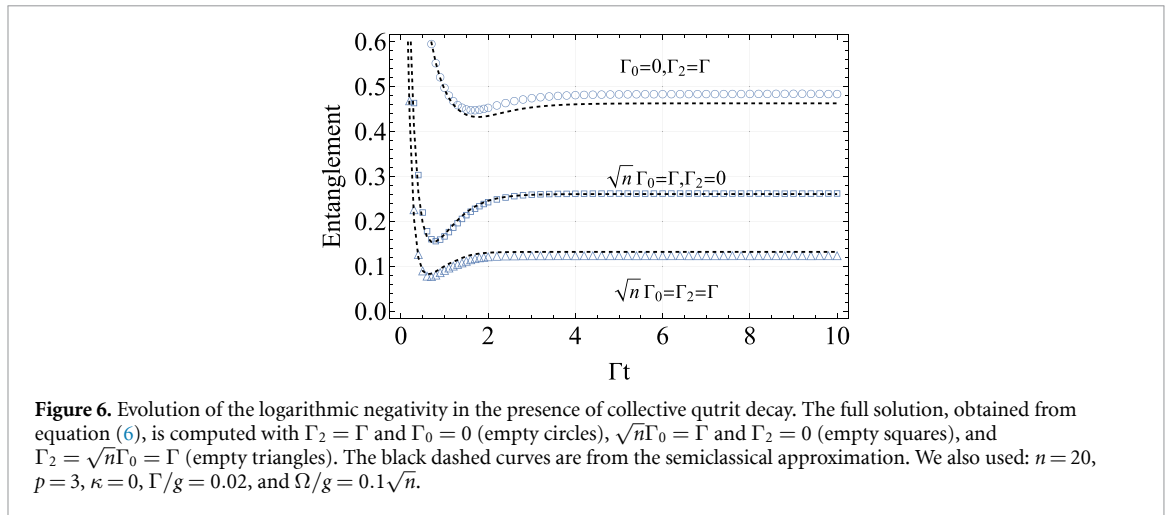 0.6
Γ₀=0,Γ₂=Γ
0.5
0.4
0.3
√n Γ₀=Γ,Γ₂=0
0.2
0.1
√n Γ₀=Γ₂=Γ
0.0
Entanglement
0 2 4 6 8 10
Γt
Figure 6. Evolution of the logarithmic negativity in the presence of collective qutrit decay. The full solution, obtained from
equation (6), is computed with Γ₂ = Γ and Γ₀ = 0 (empty circles), √nΓ₀ = Γ and Γ₂ = 0 (empty squares), and
Γ₂ = √nΓ₀ = Γ (empty triangles). The black dashed curves are from the semiclassical approximation. We also used: n = 20,
p = 3, κ = 0, Γ/g = 0.02, and Ω/g = 0.1√n.